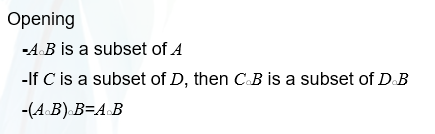 Opening
-A∘B is a subset of A
-If C is a subset of D, then C∘B is a subset of D∘B
-(A∘B)∘B=A∘B